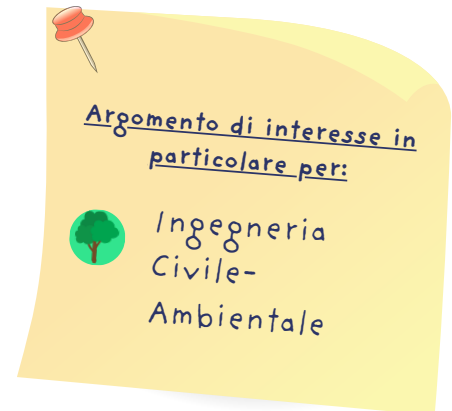 Argomento di interesse in
particolare per:
Ingegneria
Civile-
Ambientale